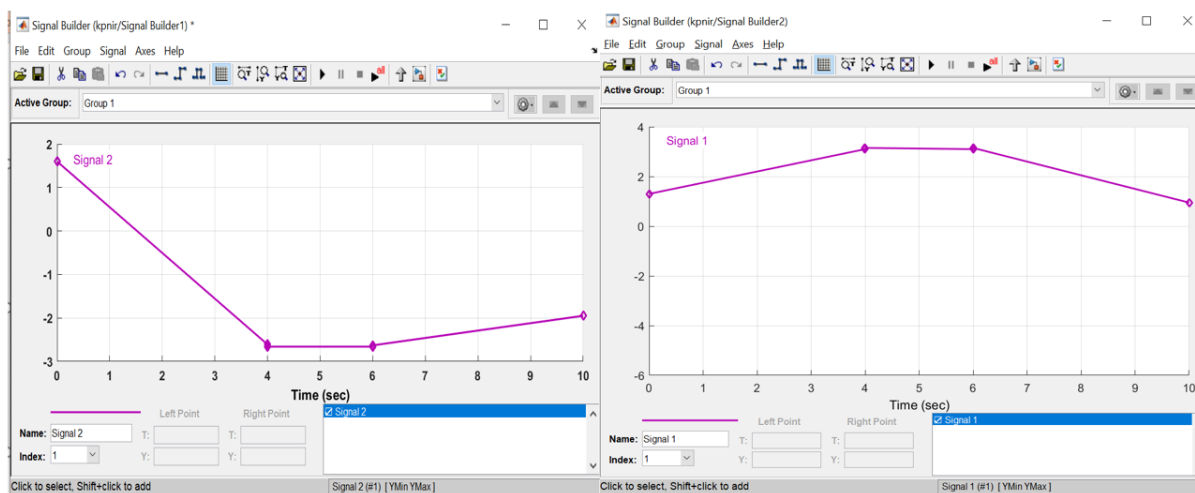 Signal Builder (kpnir/Signal Builder1) *
File Edit Group Signal Axes Help
all
Active Group: Group 1
2
1
0
-1
-2
-3
Signal 2
0 1 2 3 4 5 6 7 8 9 10
Time (sec)
Left Point Right Point
Name: Signal 2 T: T:
Index: 1 Y: Y:
Signal 2
Click to select, Shift+click to add Signal 2 (#1) [ YMin YMax ]
Signal Builder (kpnir/Signal Builder2)
File Edit Group Signal Axes Help
all
Active Group: Group 1
4
2
0
-2
-4
-6
Signal 1
0 1 2 3 4 5 6 7 8 9 10
Time (sec)
Left Point Right Point
Name: Signal 1 T: T:
Index: 1 Y: Y:
Signal 1
Click to select, Shift+click to add Signal 1 (#1) [ YMin YMax ]